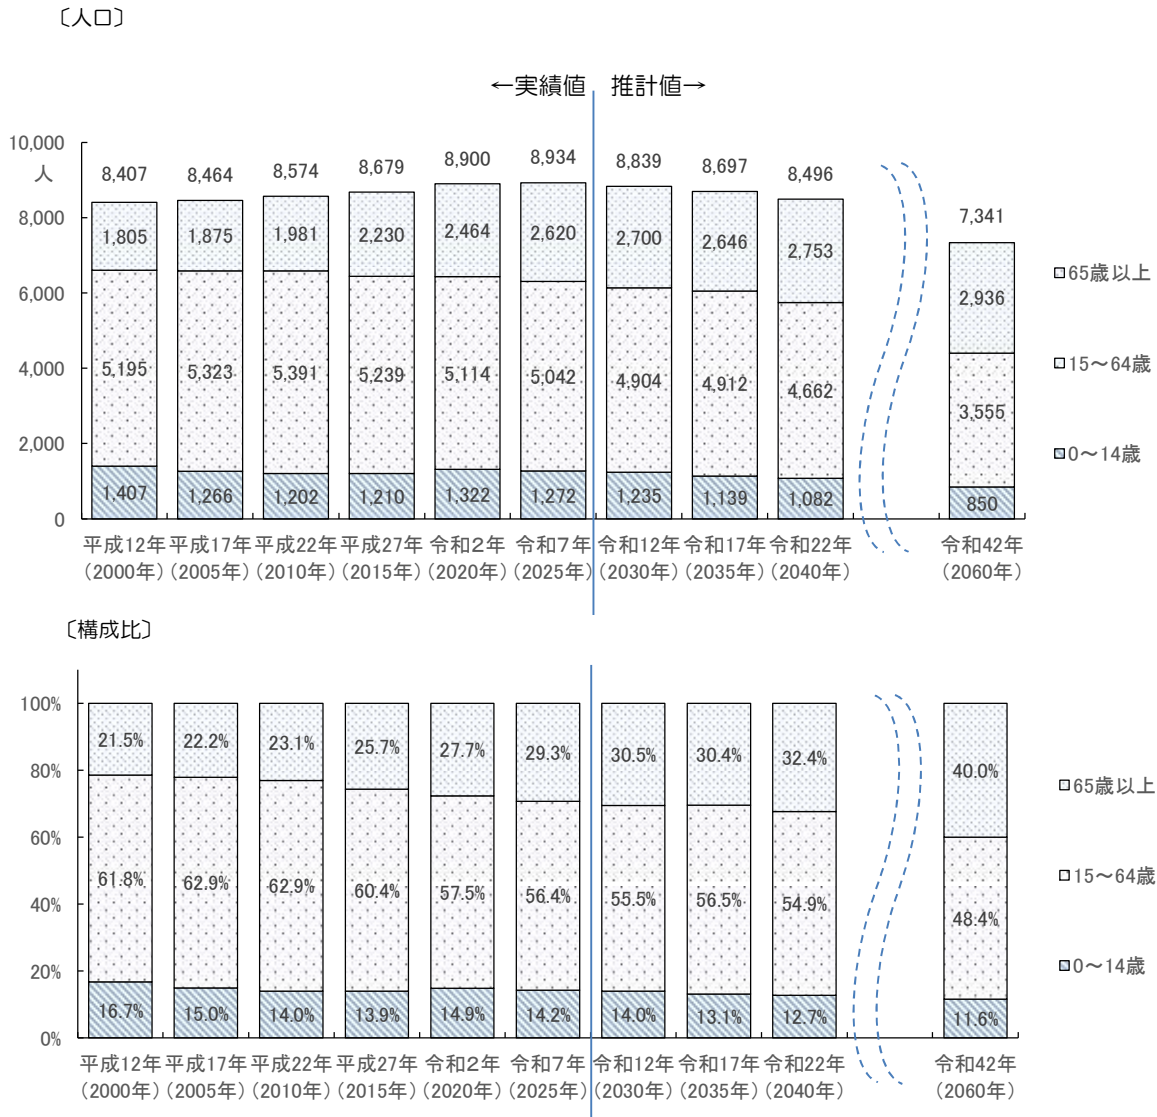 〔人口〕
←実績値 推計値→
10,000
人
8,000
6,000
4,000
2,000
0
8,407 8,464 8,574 8,679 8,900 8,934 8,839 8,697 8,496 7,341
1,805 1,875 1,981 2,230 2,464 2,620 2,700 2,646 2,753 2,936
5,195 5,323 5,391 5,239 5,114 5,042 4,904 4,912 4,662 3,555
1,407 1,266 1,202 1,210 1,322 1,272 1,235 1,139 1,082 850
平成12年 平成17年 平成22年 平成27年 令和2年 令和7年 令和12年 令和17年 令和22年 令和42年
(2000年) (2005年) (2010年) (2015年) (2020年) (2025年) (2030年) (2035年) (2040年) (2060年)
65歳以上
15～64歳
0～14歳
〔構成比〕
100%
80%
60%
40%
20%
0%
21.5% 22.2% 23.1% 25.7% 27.7% 29.3% 30.5% 30.4% 32.4% 40.0%
61.8% 62.9% 62.9% 60.4% 57.5% 56.4% 55.5% 56.5% 54.9% 48.4%
16.7% 15.0% 14.0% 13.9% 14.9% 14.2% 14.0% 13.1% 12.7% 11.6%
平成12年 平成17年 平成22年 平成27年 令和2年 令和7年 令和12年 令和17年 令和22年 令和42年
(2000年) (2005年) (2010年) (2015年) (2020年) (2025年) (2030年) (2035年) (2040年) (2060年)
65歳以上
15～64歳
0～14歳